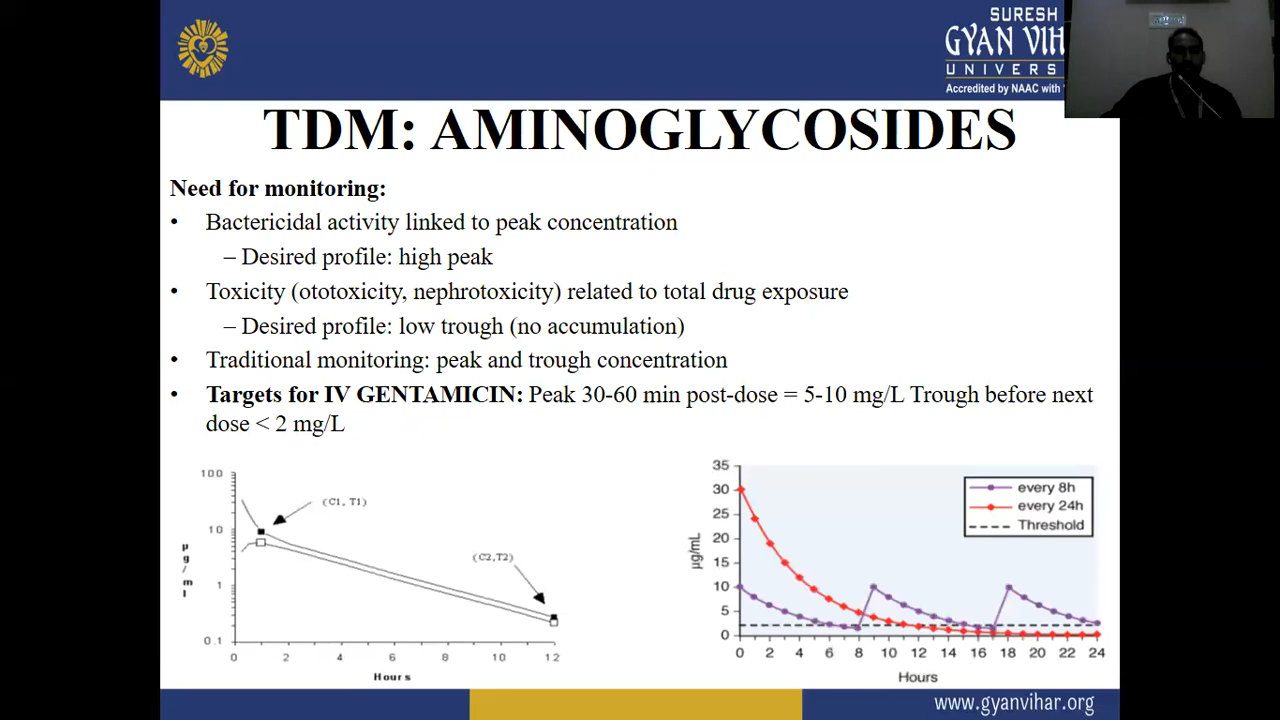 SURESH
GYAN VIH
UNIVERS
Accredited by NAAC with
TDM: AMINOGLYCOSIDES
Need for monitoring:
• Bactericidal activity linked to peak concentration
– Desired profile: high peak
• Toxicity (ototoxicity, nephrotoxicity) related to total drug exposure
– Desired profile: low trough (no accumulation)
• Traditional monitoring: peak and trough concentration
• Targets for IV GENTAMICIN: Peak 30-60 min post-dose = 5-10 mg/L Trough before next
dose < 2 mg/L
100
10
1
0.1
μg/ml
(C1, T1)
(C2,T2)
0 2 4 6 8 10 12
Hours
35
30
25
20
15
10
5
0
μg/mL
every 8h
every 24h
Threshold
0 2 4 6 8 10 12 14 16 18 20 22 24
Hours
www.gyanvihar.org